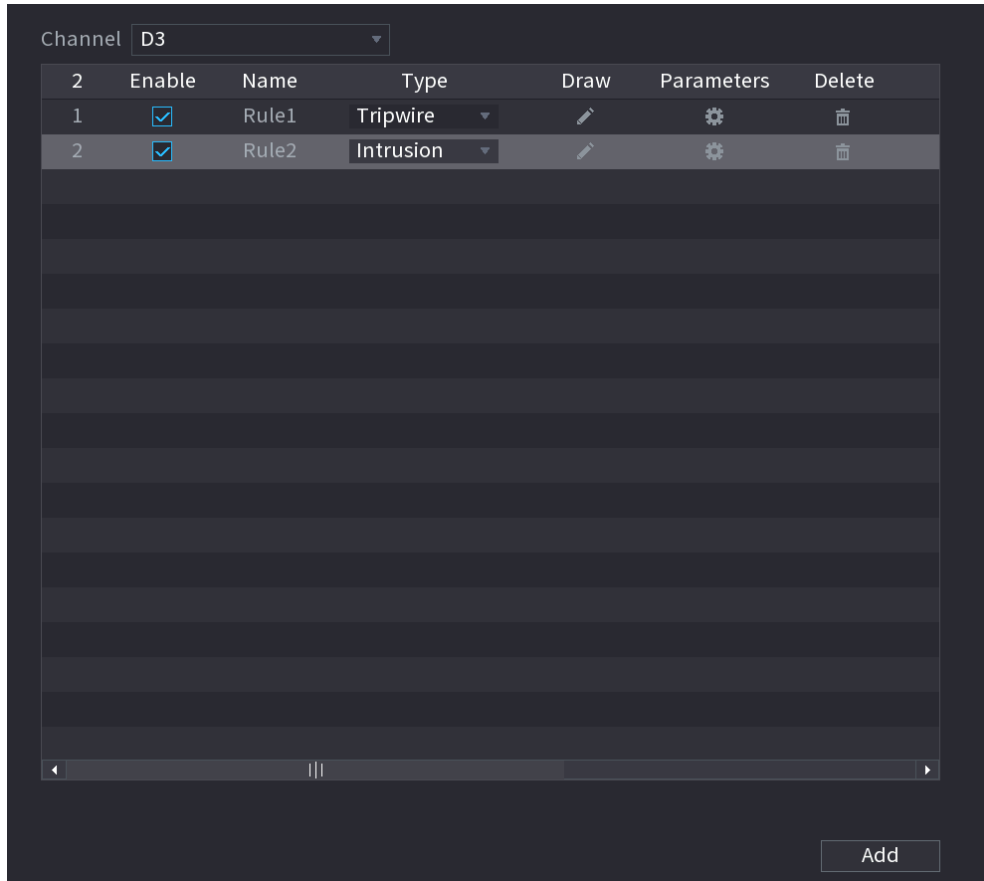 Channel D3
2 Enable Name Type Draw Parameters Delete
1 Rule1 Tripwire
2 Rule2 Intrusion
Add